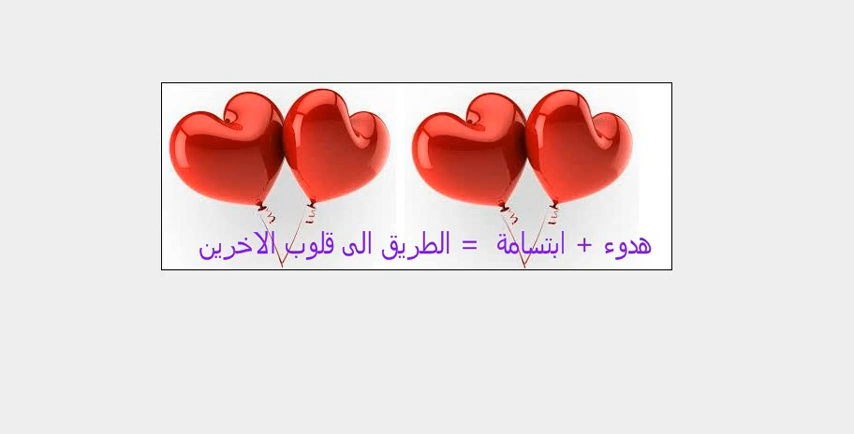 هدوء + ابتسامة = الطريق الى قلوب الاخرين